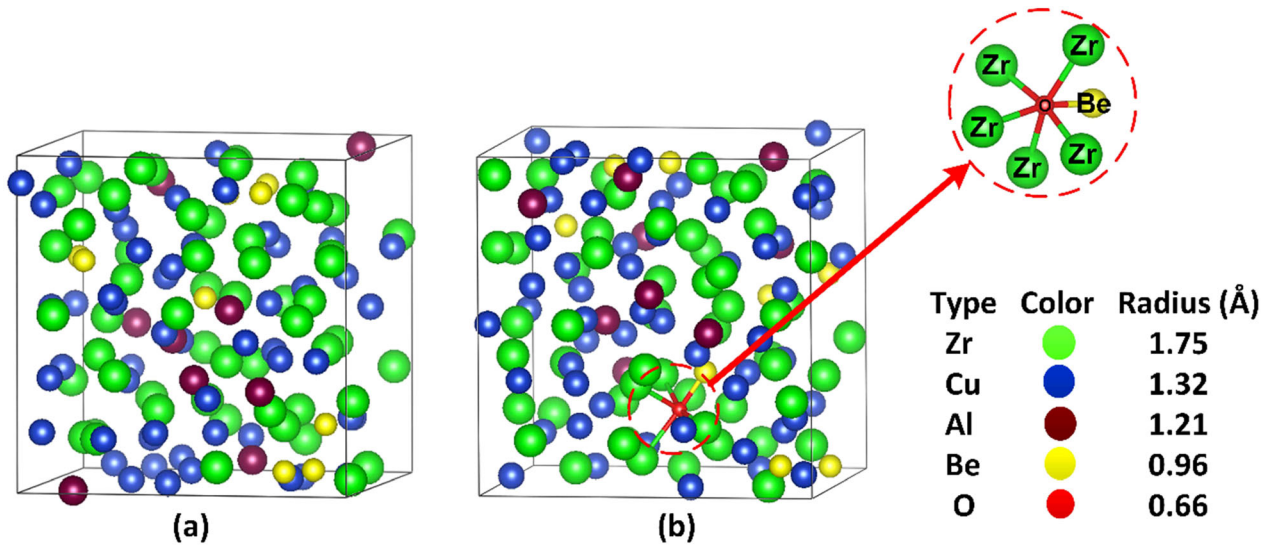 Zr
Zr
O
Be
Zr
Zr
Zr
Type Color Radius (Å)
Zr 1.75
Cu 1.32
Al 1.21
Be 0.96
O 0.66
(a)
(b)